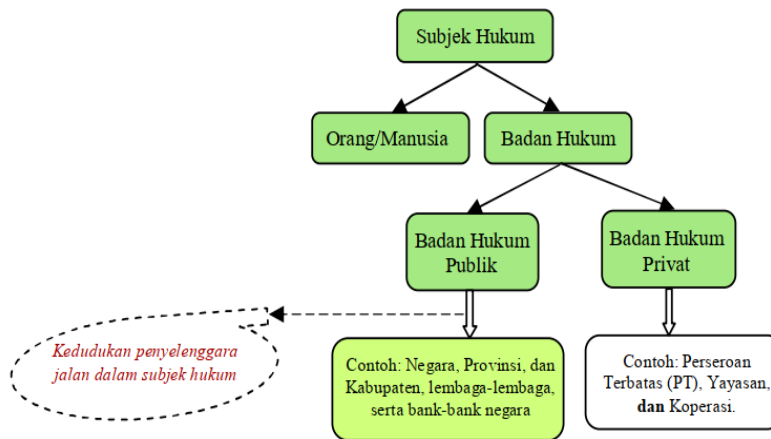 Subjek Hukum
Orang/Manusia
Badan Hukum
Badan Hukum
Publik
Badan Hukum
Privat
Kedudukan penyelenggara
jalan dalam subjek hukum
Contoh: Negara, Provinsi, dan
Kabupaten, lembaga-lembaga,
serta bank-bank negara
Contoh: Perseroan
Terbatas (PT), Yayasan,
dan Koperasi.